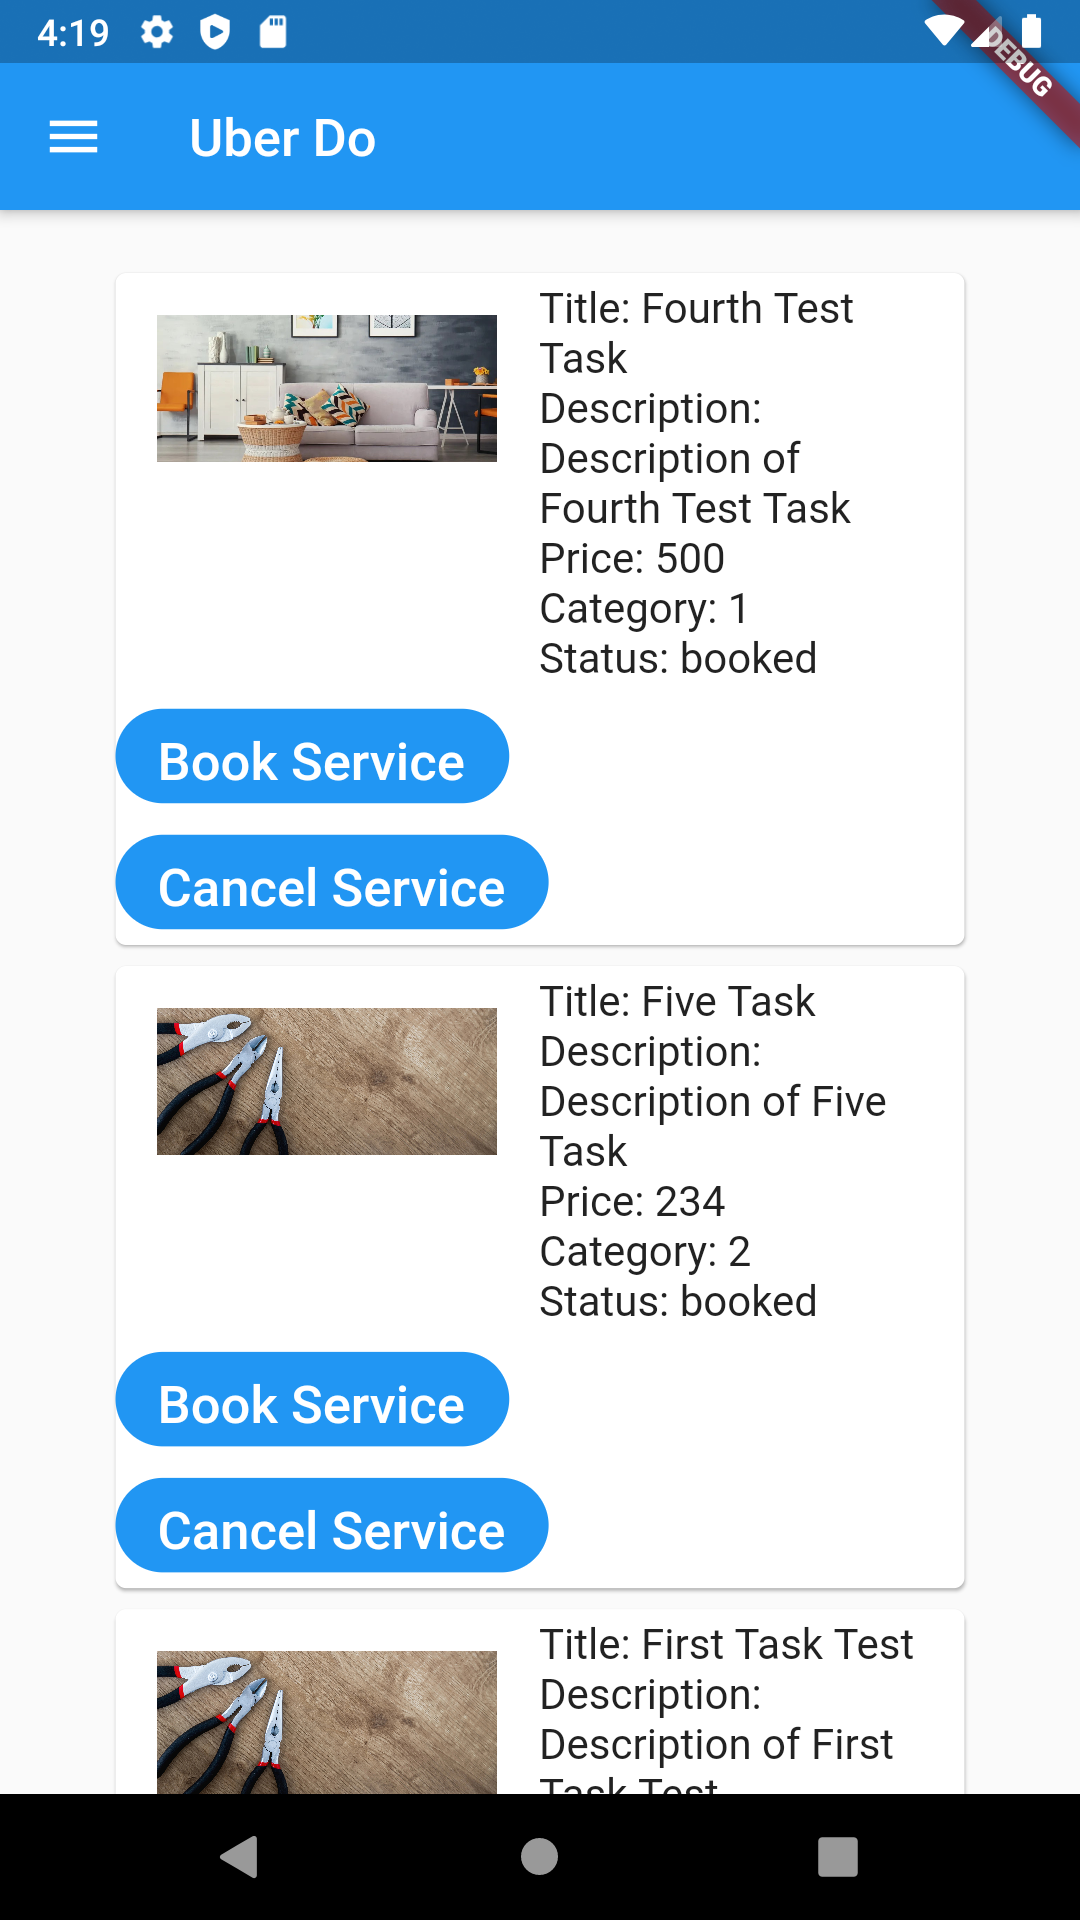 4:19
DEBUG
Uber Do
Title: Fourth Test
Task
Description:
Description of
Fourth Test Task
Price: 500
Category: 1
Status: booked
Book Service
Cancel Service
Title: Five Task
Description:
Description of Five
Task
Price: 234
Category: 2
Status: booked
Book Service
Cancel Service
Title: First Task Test
Description:
Description of First
Task Test